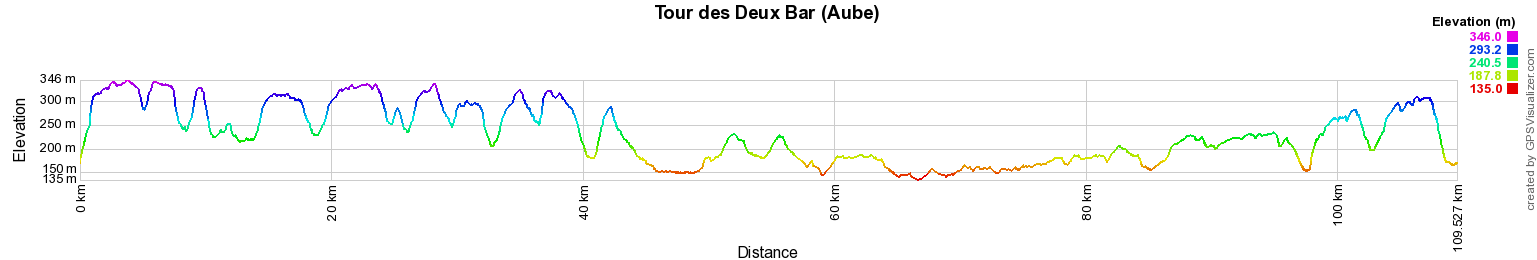 Tour des Deux Bar (Aube)
Elevation (m)
346.0
293.2
240.5
187.8
135.0
346 m
300 m
250 m
200 m
150 m
135 m
Elevation
0 km
20 km
40 km
60 km
80 km
100 km
109.527 km
Distance
created by GPSVisualizer.com